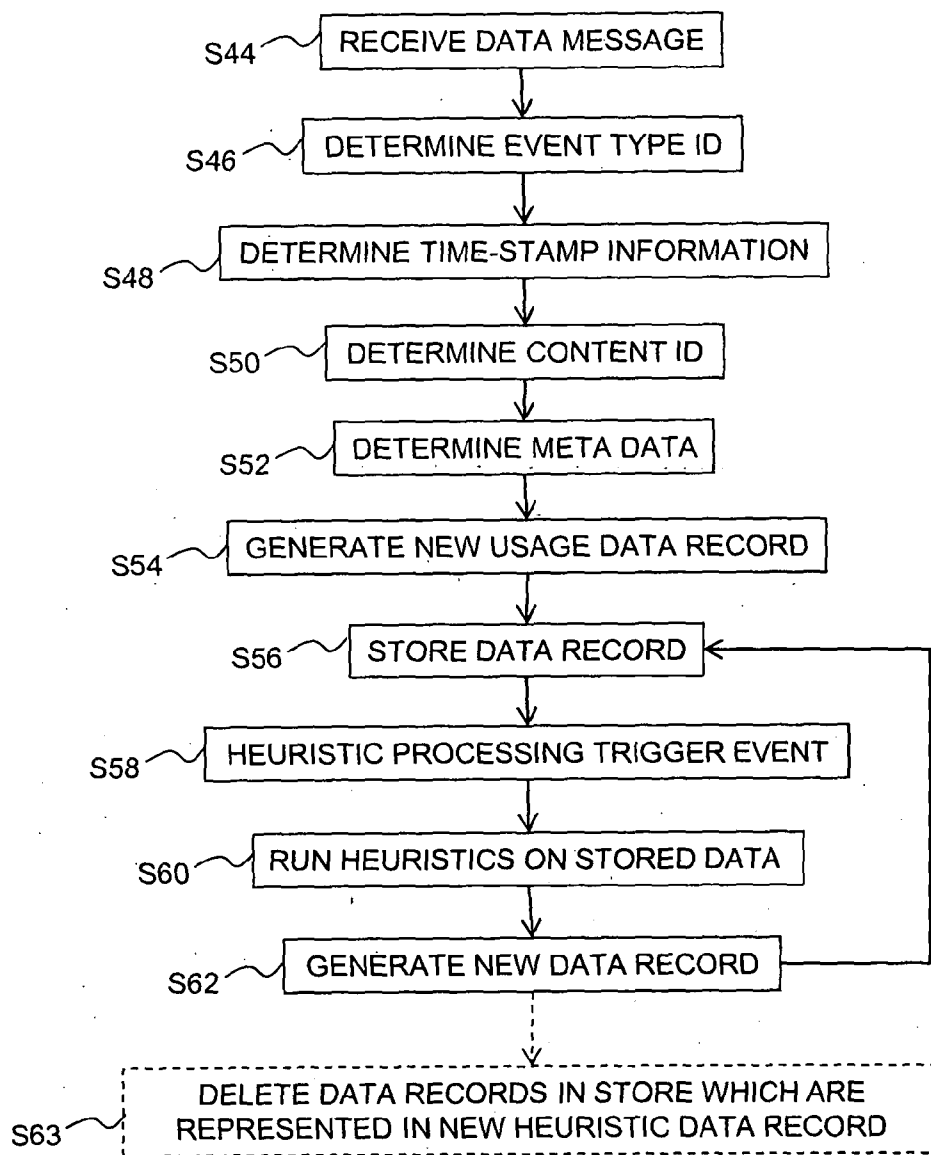 S44 RECEIVE DATA MESSAGE
S46 DETERMINE EVENT TYPE ID
S48 DETERMINE TIME-STAMP INFORMATION
S50 DETERMINE CONTENT ID
S52 DETERMINE META DATA
S54 GENERATE NEW USAGE DATA RECORD
S56 STORE DATA RECORD
S58 HEURISTIC PROCESSING TRIGGER EVENT
S60 RUN HEURISTICS ON STORED DATA
S62 GENERATE NEW DATA RECORD
S63 DELETE DATA RECORDS IN STORE WHICH ARE
REPRESENTED IN NEW HEURISTIC DATA RECORD